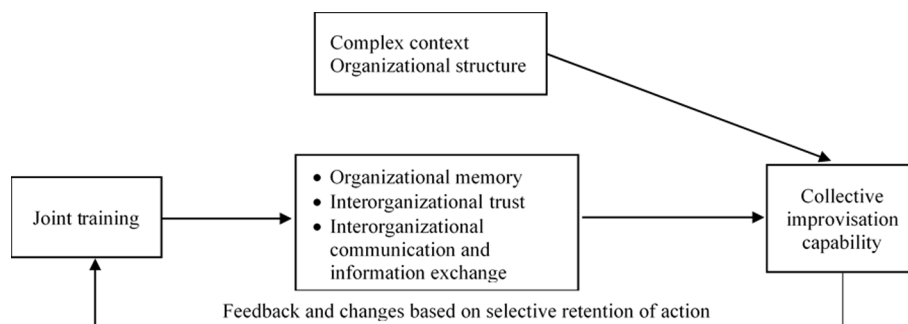 Complex context
Organizational structure
Joint training
• Organizational memory
• Interorganizational trust
• Interorganizational
communication and
information exchange
Collective
improvisation
capability
Feedback and changes based on selective retention of action